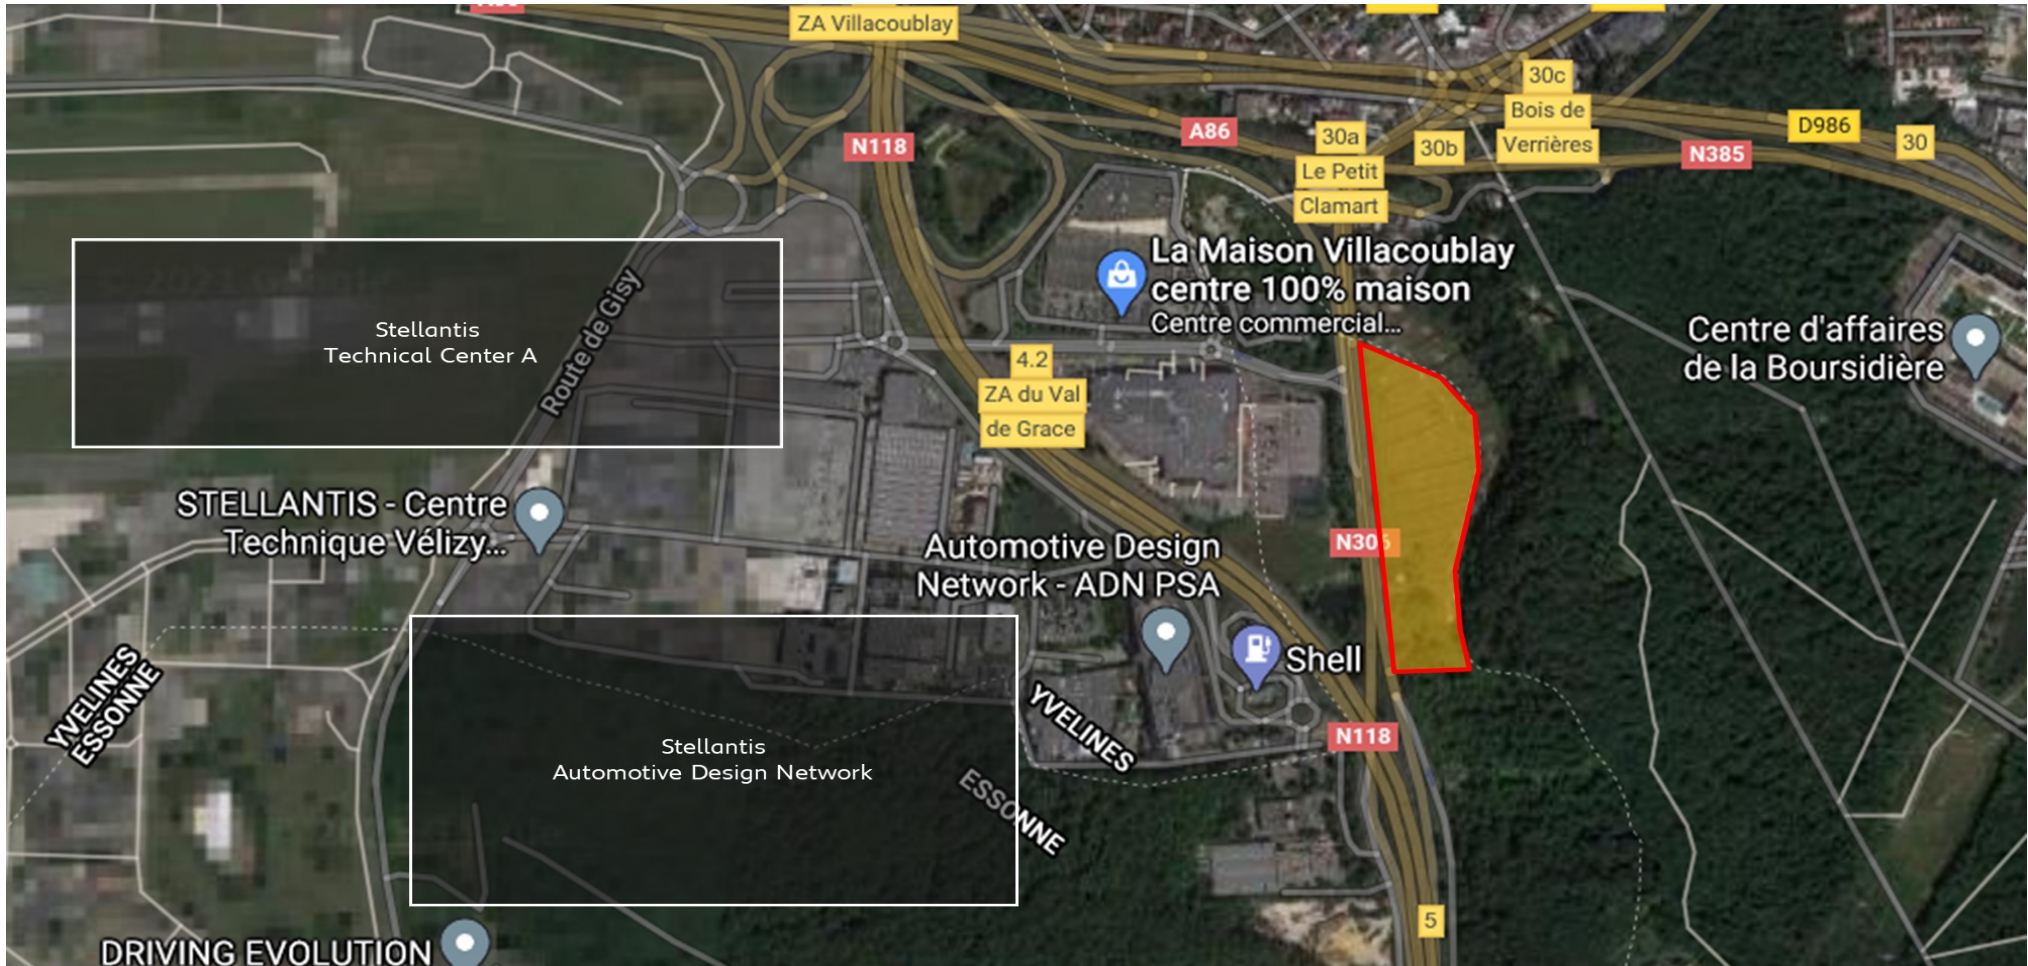 ZA Villacoublay
30c
Bois de
Verrières
D986
30
N118
A86
30a
Le Petit
Clamart
30b
N385
La Maison Villacoublay
centre 100% maison
Centre commercial...
Stellantis
Technical Center A
Route de Gisy
4.2
ZA du Val
de Grace
Centre d'affaires
de la Boursidière
STELLANTIS - Centre
Technique Vélizy...
Automotive Design
Network - ADN PSA
N306
Shell
YVELINES
ESSONNE
YVELINES
ESSONNE
N118
Stellantis
Automotive Design Network
5
DRIVING EVOLUTION